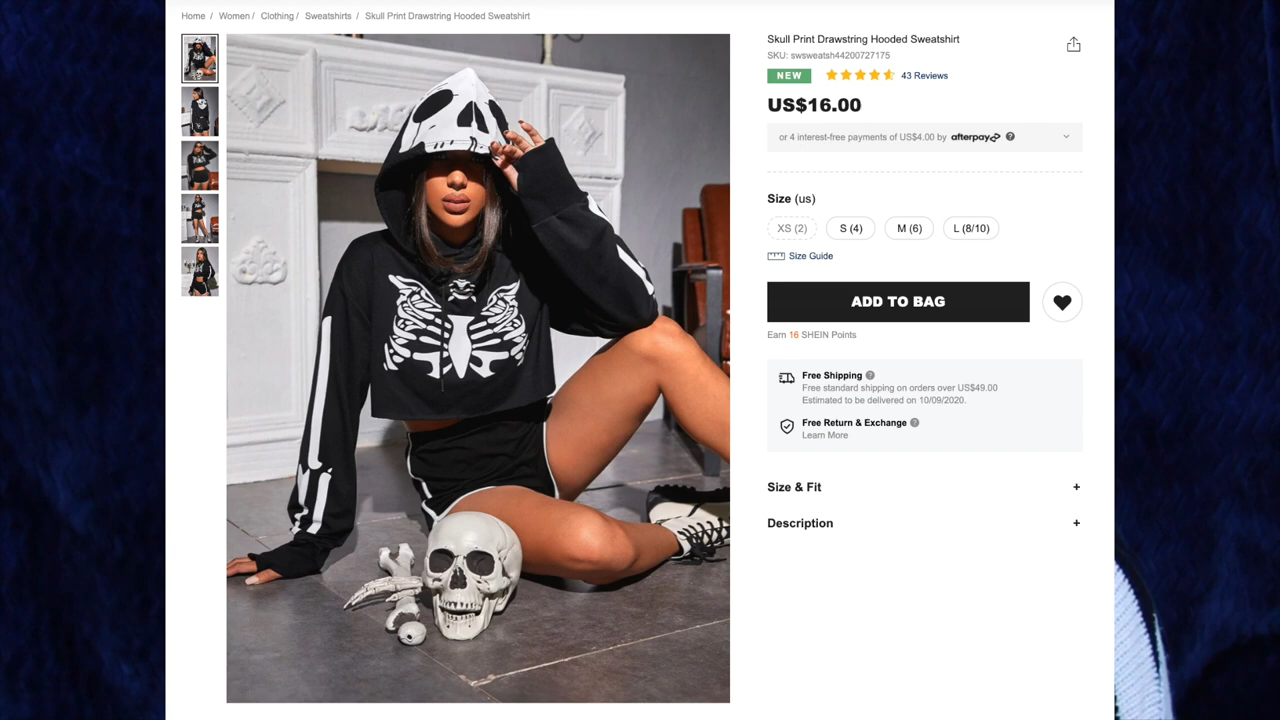 Home / Women / Clothing / Sweatshirts / Skull Print Drawstring Hooded Sweatshirt
Skull Print Drawstring Hooded Sweatshirt
SKU: swsweatsh44200727175
NEW 43 Reviews
US$16.00
or 4 interest-free payments of US$4.00 by afterpay ?
Size (us)
XS (2) S (4) M (6) L (8/10)
Size Guide
ADD TO BAG
Earn 16 SHEIN Points
Free Shipping ?
Free standard shipping on orders over US$49.00
Estimated to be delivered on 10/09/2020.
Free Return & Exchange ?
Learn More
Size & Fit +
Description +